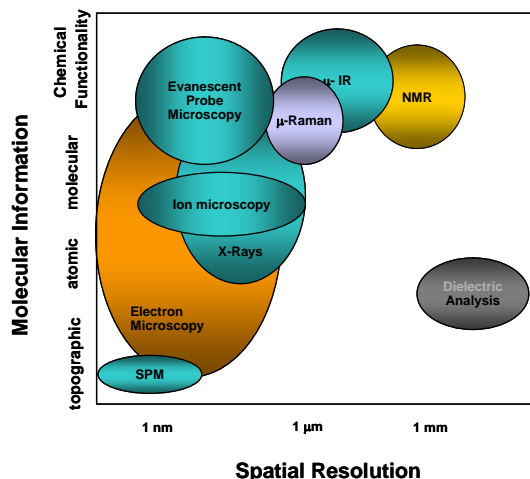 Molecular Information
Chemical
Functionality
molecular
atomic
topographic
Evanescent
Probe
Microscopy
μ- IR
NMR
μ-Raman
Ion microscopy
X-Rays
Dielectric
Analysis
Electron
Microscopy
SPM
1 nm
1 μm
1 mm
Spatial Resolution